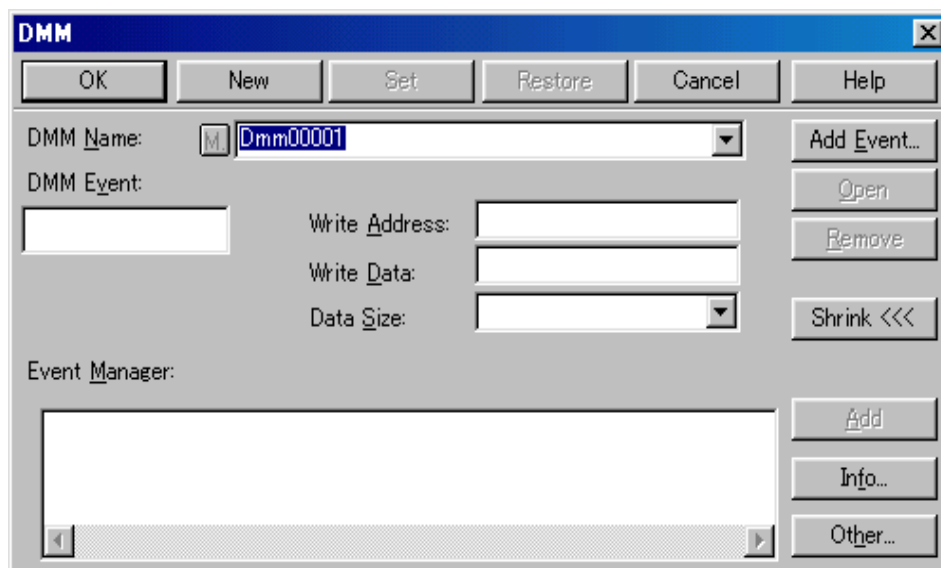 DMM
OK New Set Restore Cancel Help
DMM Name: M. Dmm00001 Add Event...
DMM Event: Open
Write Address:
Remove
Write Data:
Data Size: Shrink <<<
Event Manager:
Add
Info...
Other...